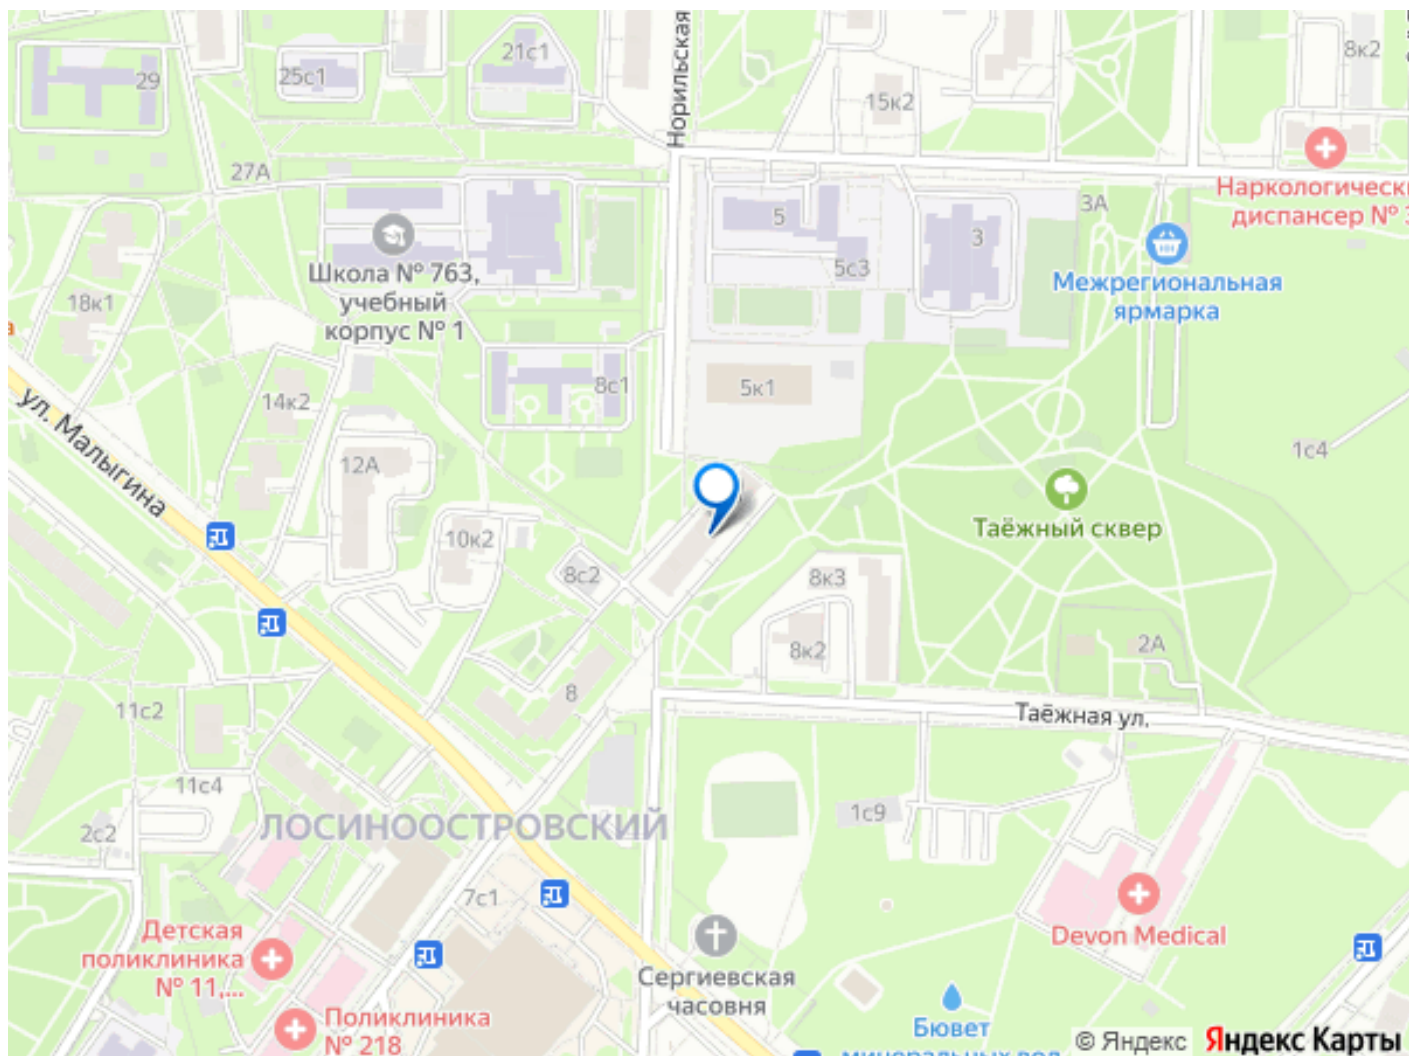 29
25с1
21с1
Норильская
15к2
8к2
Наркологическ
диспансер № 3
27А
5
3
3А
5с3
Межрегиональная
ярмарка
Школа № 763,
учебный
корпус № 1
18к1
а
14к2
8с1
5к1
1с4
ул. Малыгина
12А
10к2
8с2
Таёжный сквер
8к3
8к2
2А
8
Таёжная ул.
11с2
11с4
2с2
ЛОСИНООСТРОВСКИЙ
1с9
7с1
Детская
поликлиника
№ 11,...
Поликлиника
№ 218
Сергиевская
часовня
Devon Medical
Бювет
минеральных вод
© Яндекс
Яндекс Карты